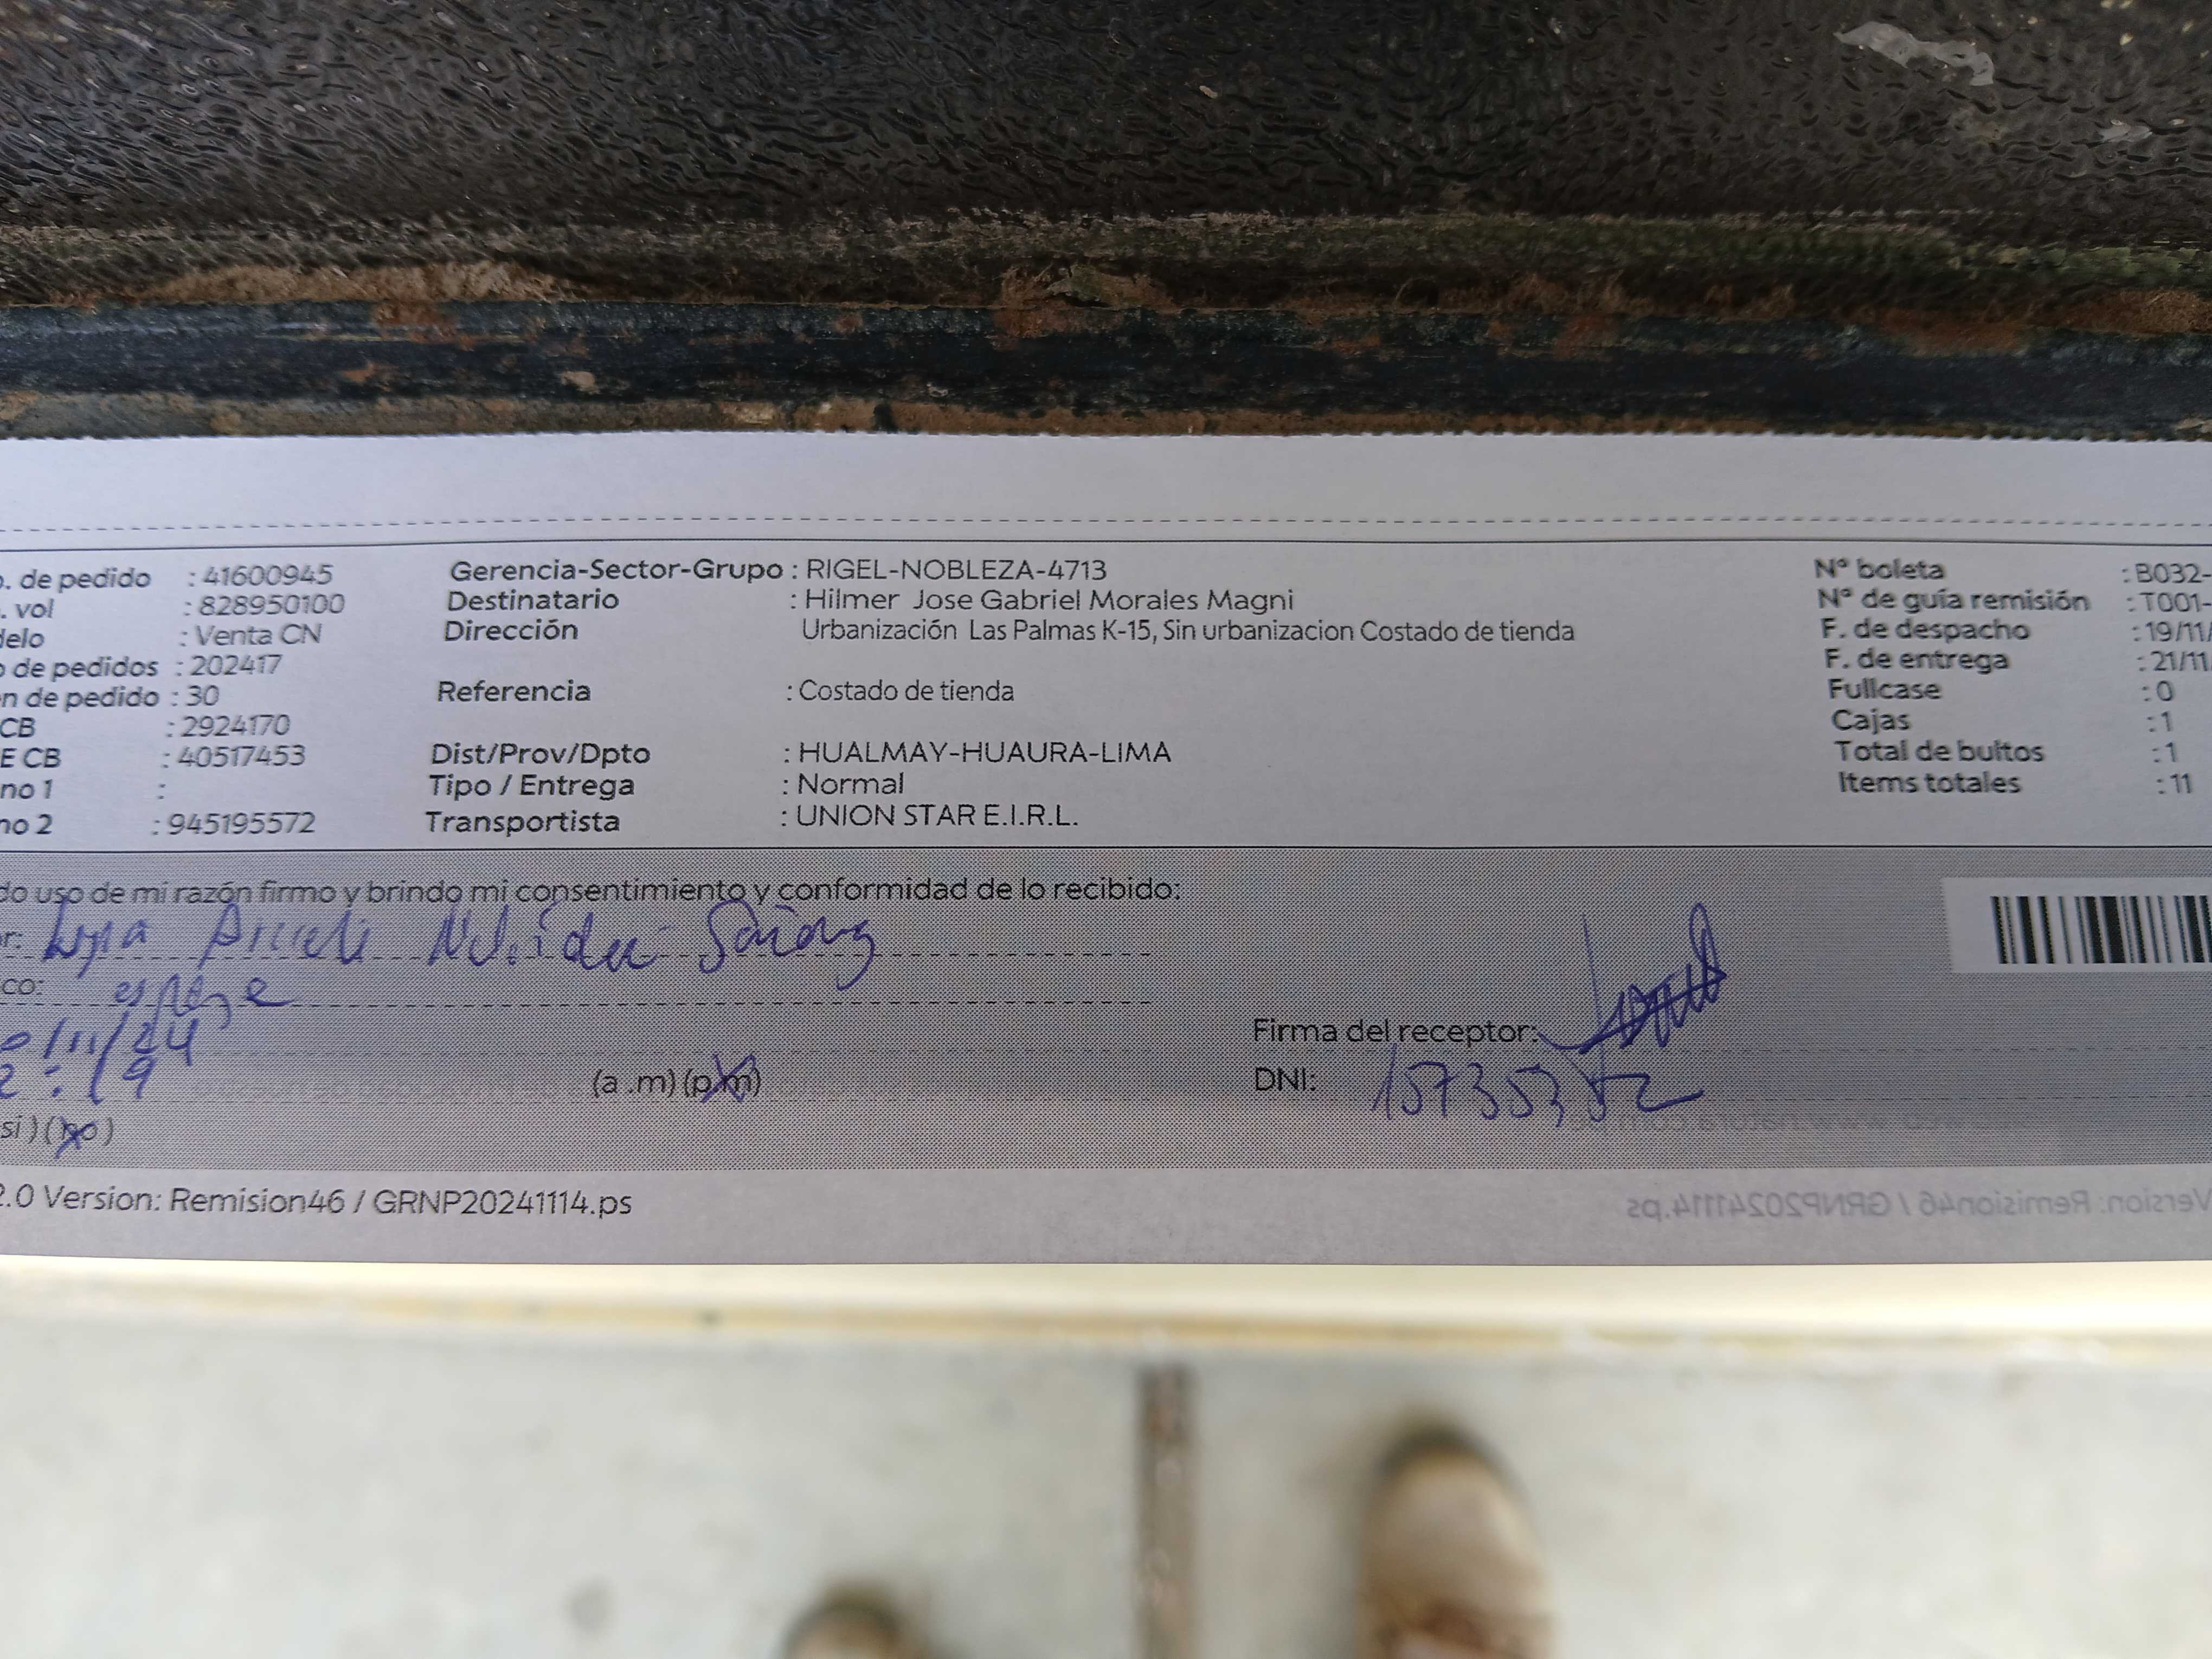 o. de pedido : 41600945 Gerencia-Sector-Grupo : RIGEL-NOBLEZA-4713 Nº boleta : B032-
. vol : 828950100 Destinatario : Hilmer Jose Gabriel Morales Magni Nº de guía remisión : T001-
delo : Venta CN Dirección Urbanización Las Palmas K-15, Sin urbanizacion Costado de tienda F. de despacho : 19/11/
o de pedidos : 202417 F. de entrega : 21/11
n de pedido : 30 Referencia : Costado de tienda Fullcase : 0
CB : 2924170 Cajas : 1
E CB : 40517453 Dist/Prov/Dpto : HUALMAY-HUAURA-LIMA Total de bultos : 1
no 1 : Tipo / Entrega : Normal Items totales : 11
no 2 : 945195572 Transportista : UNION STAR E.I.R.L.
do uso de mi razón firmo y brindo mi consentimiento y conformidad de lo recibido:
or:
co:
/11/24 Firma del receptor:
: 19 (a .m) (p.m) DNI:
si ) (no )
2.0 Version: Remision46 / GRNP20241114.ps